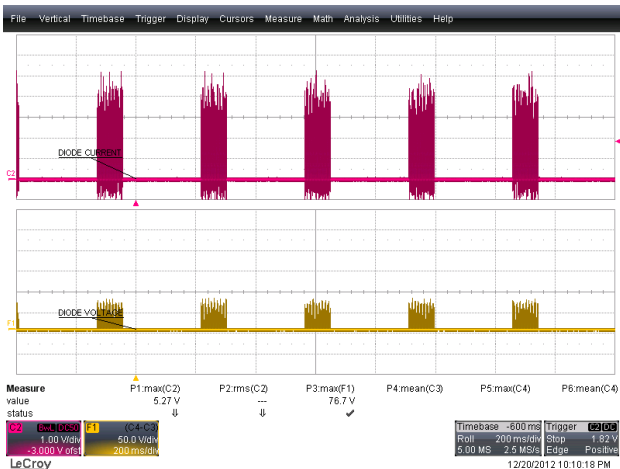 File Vertical Timebase Trigger Display Cursors Measure Math Analysis Utilities Help
DIODE CURRENT
C2
DIODE VOLTAGE
F1
Measure P1:max(C2) P2:rms(C2) P3:max(F1) P4:mean(C3) P5:max(C4) P6:mean(C4)
value 5.27 V --- 76.7 V
status
C2 BwL DC50
1.00 V/div
-3.000 V ofst
F1 (C4-C3)
50.0 V/div
200 ms/div
Timebase -600 ms
Roll 200 ms/div
5.00 MS 2.5 MS/s
Trigger C2 DC
Stop 1.82 V
Edge Positive
LeCroy
12/20/2012 10:10:18 PM